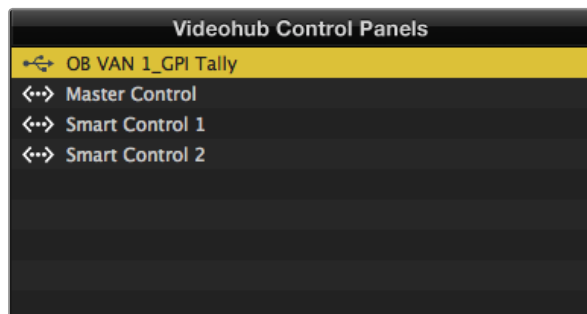 Videohub Control Panels
OB VAN 1_GPI Tally
Master Control
Smart Control 1
Smart Control 2